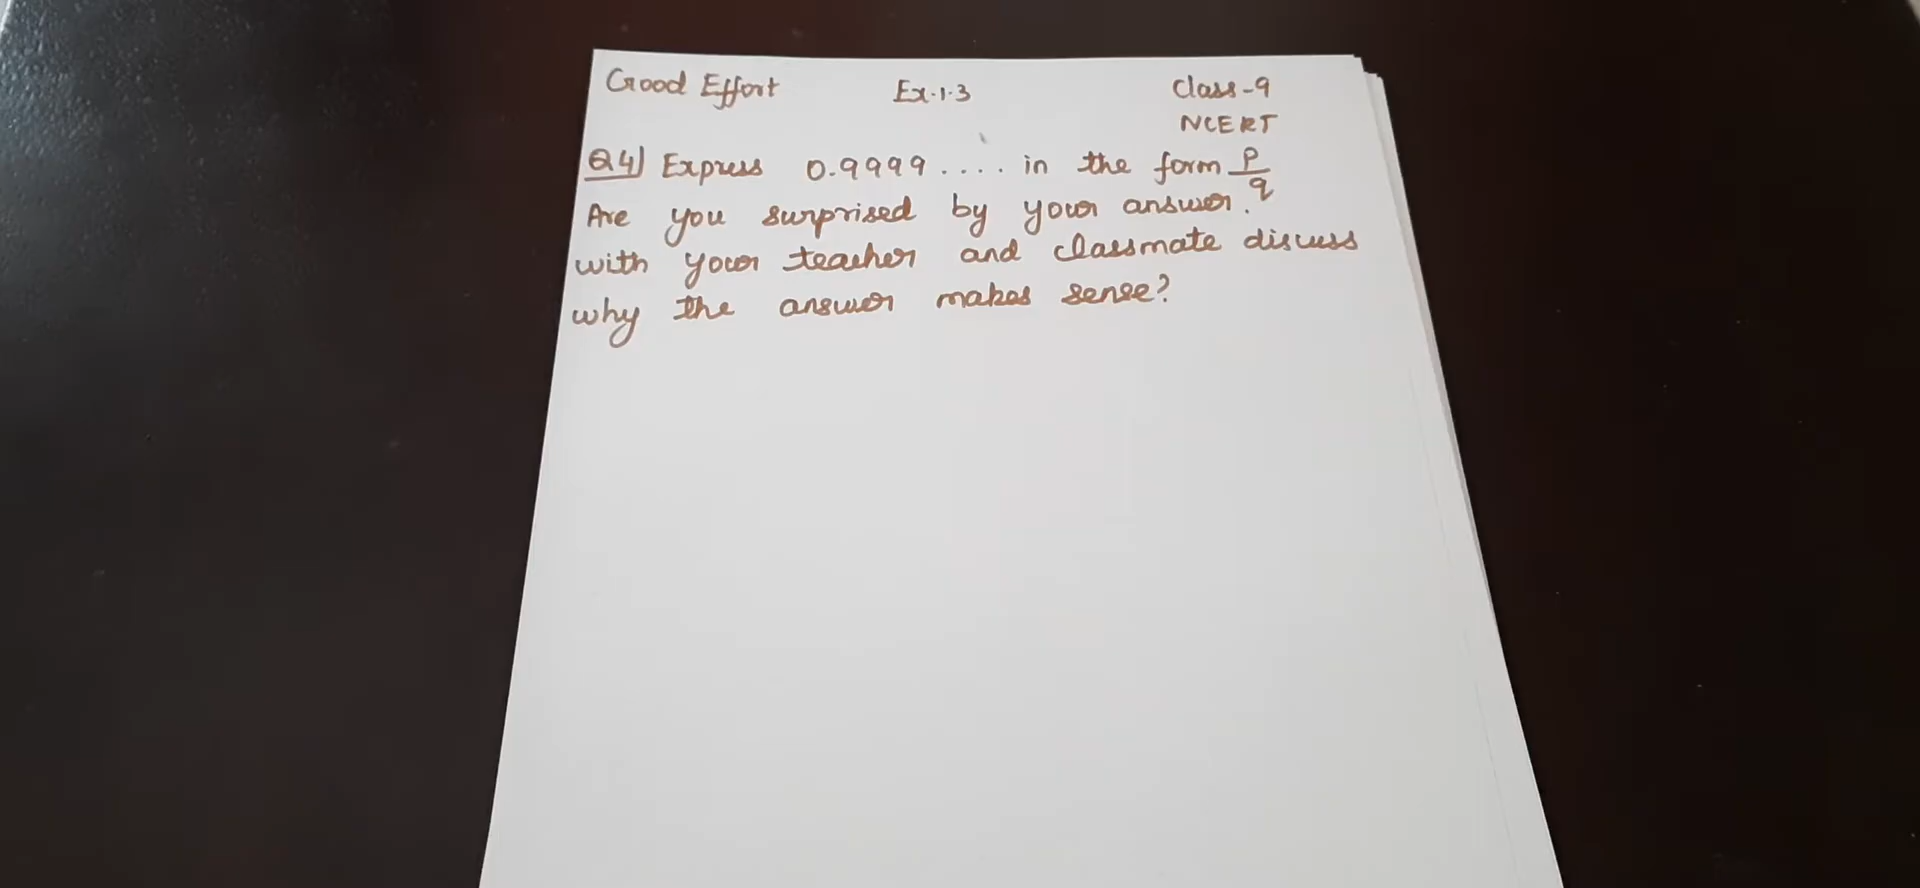 Good Effort Ex.1.3 Class-9
NCERT
Q4) Express 0.9999.... in the form p/q
Are you surprised by your answer.
with your teacher and classmate discuss
why the answer makes sense?